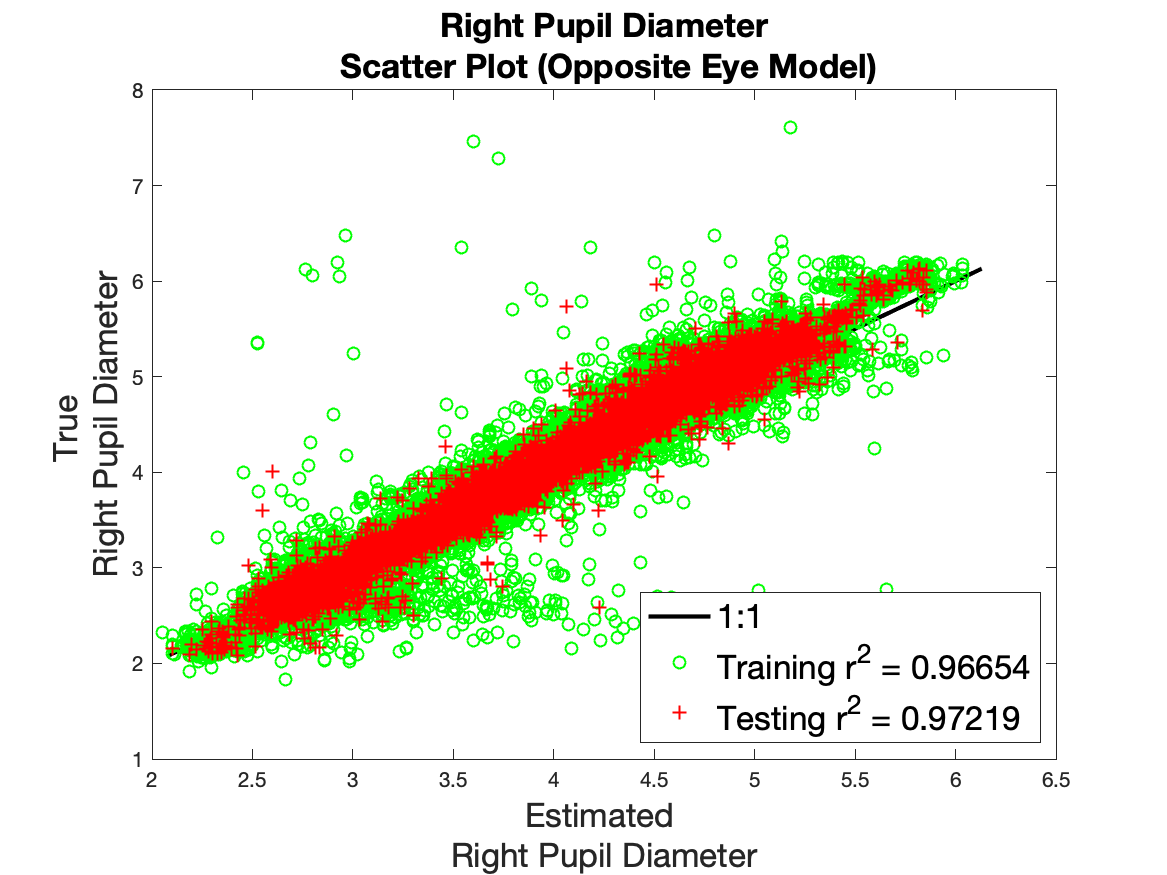 Right Pupil Diameter
Scatter Plot (Opposite Eye Model)
8
7
6
5
4
3
2
1
True
Right Pupil Diameter
1:1
Training r² = 0.96654
Testing r² = 0.97219
2 2.5 3 3.5 4 4.5 5 5.5 6 6.5
Estimated
Right Pupil Diameter